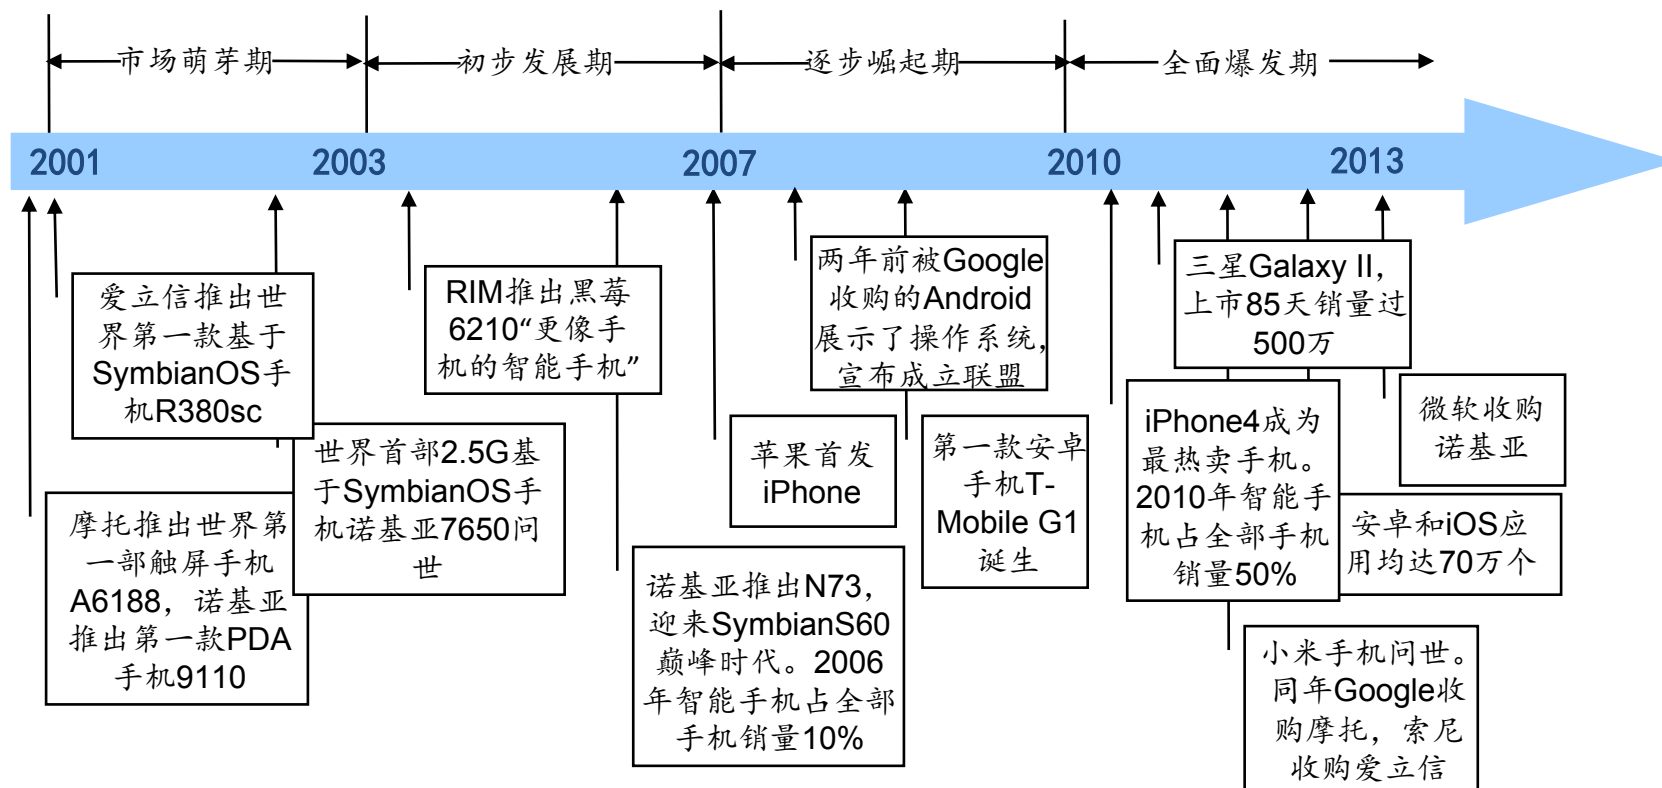 市场萌芽期
初步发展期
逐步崛起期
全面爆发期
2001
2003
2007
2010
2013
爱立信推出世
界第一款基于
SymbianOS手
机R380sc
摩托推出世界第
一部触屏手机
A6188，诺基亚
推出第一款PDA
手机9110
世界首部2.5G基
于SymbianOS手
机诺基亚7650问
世
RIM推出黑莓
6210“更像手
机的智能手机”
诺基亚推出N73，
迎来SymbianS60
巅峰时代。2006
年智能手机占全部
手机销量10%
苹果首发
iPhone
两年前被Google
收购的Android
展示了操作系统，
宣布成立联盟
第一款安卓
手机T-
Mobile G1
诞生
iPhone4成为
最热卖手机。
2010年智能手
机占全部手机
销量50%
三星Galaxy II，
上市85天销量过
500万
小米手机问世。
同年Google收
购摩托，索尼
收购爱立信
安卓和iOS应
用均达70万个
微软收购
诺基亚